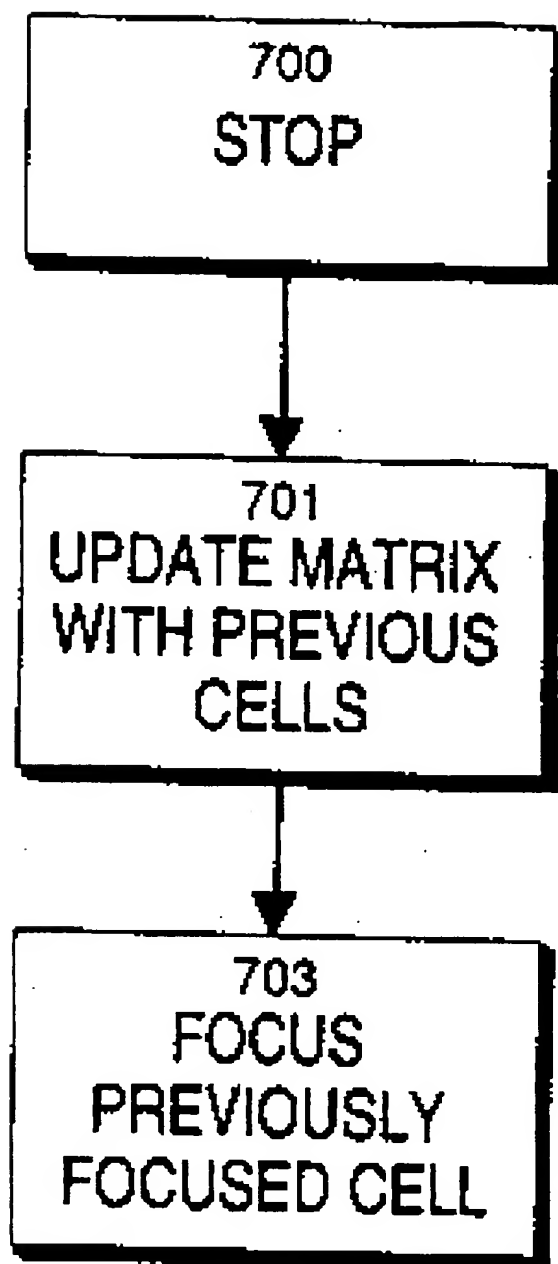 700
STOP
701
UPDATE MATRIX
WITH PREVIOUS
CELLS
703
FOCUS
PREVIOUSLY
FOCUSED CELL